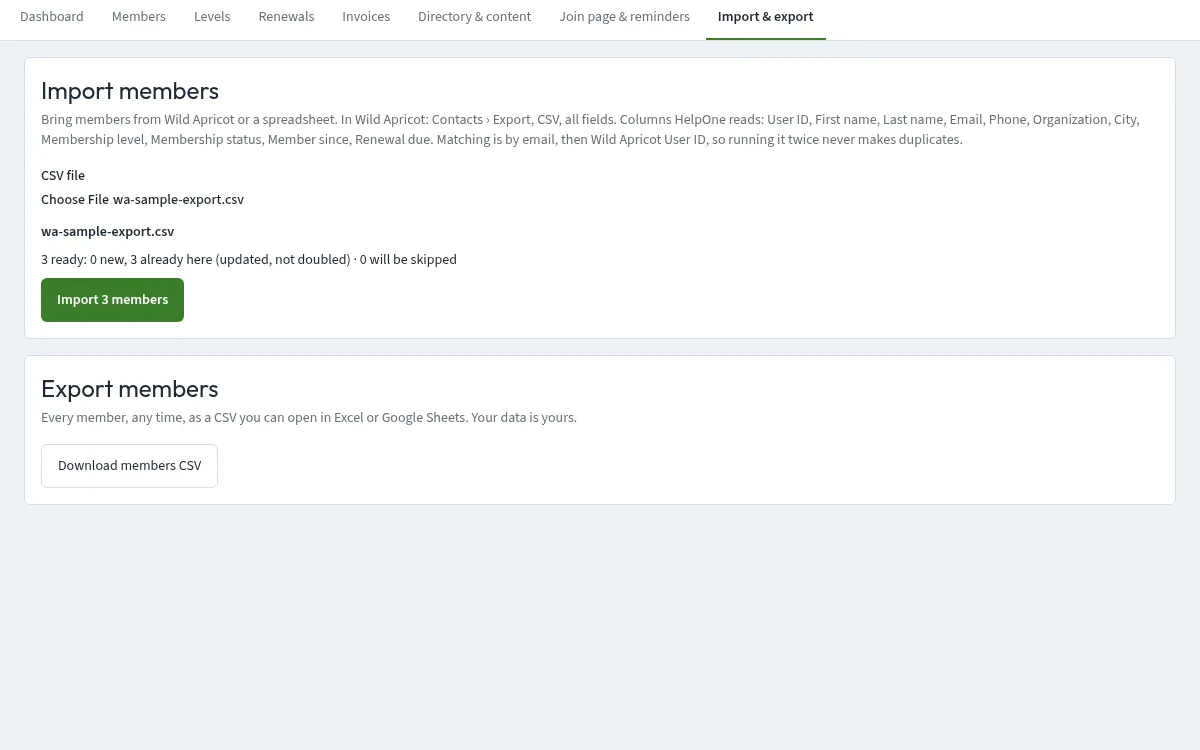 Dashboard Members Levels Renewals Invoices Directory & content Join page & reminders Import & export
Import members
Bring members from Wild Apricot or a spreadsheet. In Wild Apricot: Contacts › Export, CSV, all fields. Columns HelpOne reads: User ID, First name, Last name, Email, Phone, Organization, City,
Membership level, Membership status, Member since, Renewal due. Matching is by email, then Wild Apricot User ID, so running it twice never makes duplicates.
CSV file
Choose File wa-sample-export.csv
wa-sample-export.csv
3 ready: 0 new, 3 already here (updated, not doubled) · 0 will be skipped
Import 3 members
Export members
Every member, any time, as a CSV you can open in Excel or Google Sheets. Your data is yours.
Download members CSV